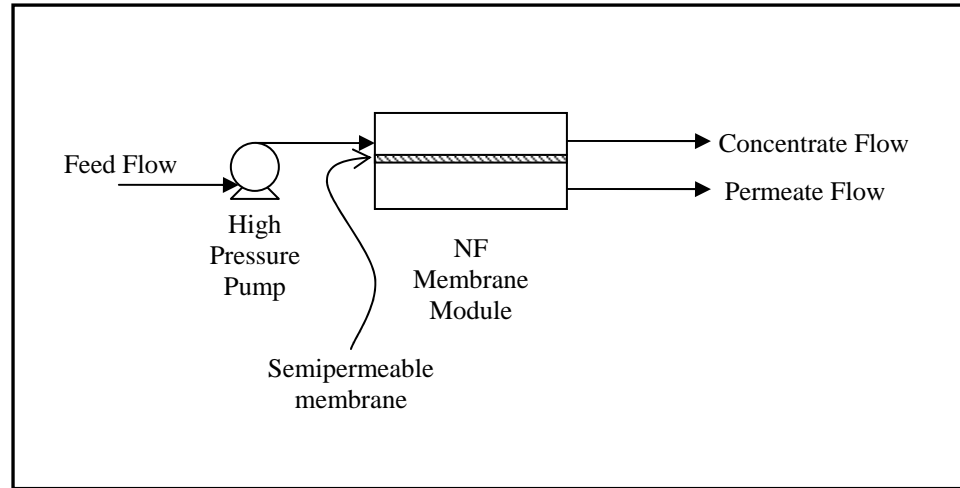 Feed Flow
High
Pressure
Pump
NF
Membrane
Module
Concentrate Flow
Permeate Flow
Semipermeable
membrane